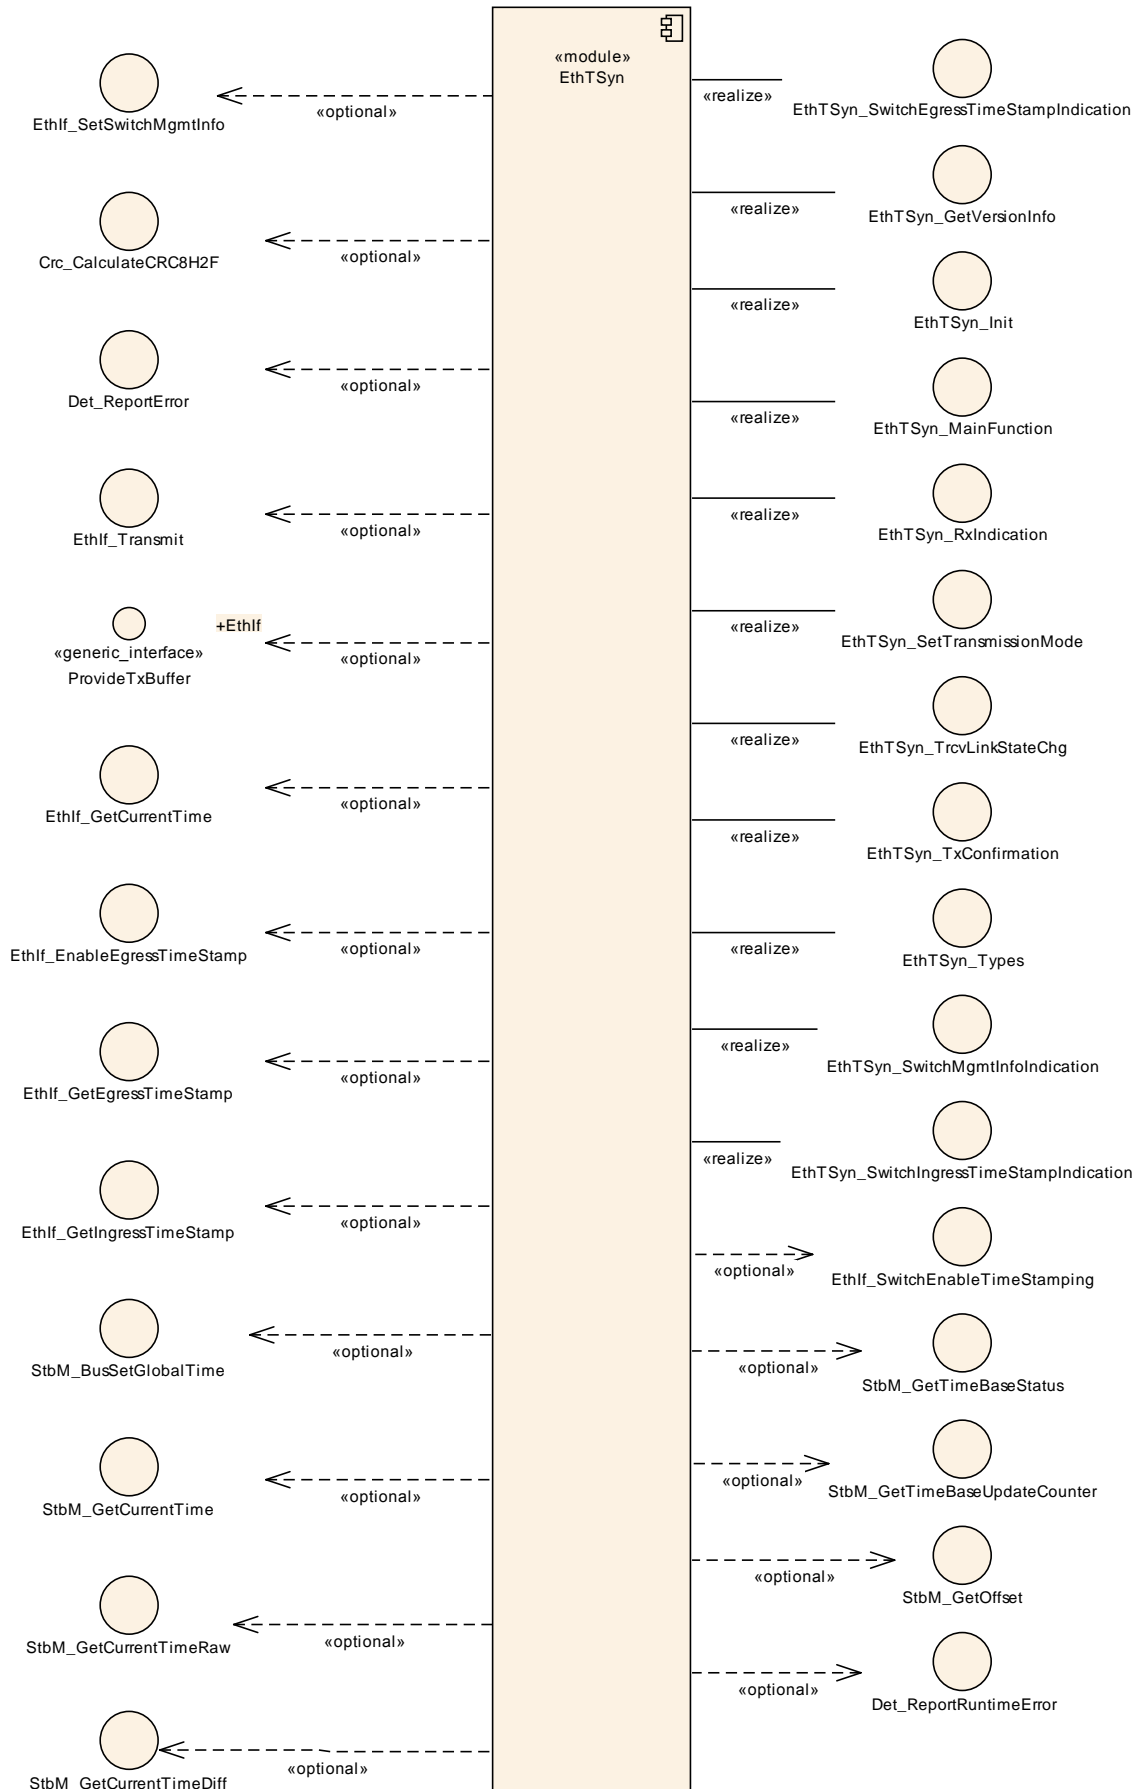 «module»
EthTSyn
EthIf_SetSwitchMgmtInfo
«optional»
Crc_CalculateCRC8H2F
«optional»
Det_ReportError
«optional»
EthIf_Transmit
«optional»
+EthIf
«generic_interface»
ProvideTxBuffer
«optional»
EthIf_GetCurrentTime
«optional»
EthIf_EnableEgressTimeStamp
«optional»
EthIf_GetEgressTimeStamp
«optional»
EthIf_GetIngressTimeStamp
«optional»
StbM_BusSetGlobalTime
«optional»
StbM_GetCurrentTime
«optional»
StbM_GetCurrentTimeRaw
«optional»
StbM_GetCurrentTimeDiff
«optional»
«realize»
EthTSyn_SwitchEgressTimeStampIndication
«realize»
EthTSyn_GetVersionInfo
«realize»
EthTSyn_Init
«realize»
EthTSyn_MainFunction
«realize»
EthTSyn_RxIndication
«realize»
EthTSyn_SetTransmissionMode
«realize»
EthTSyn_TrcvLinkStateChg
«realize»
EthTSyn_TxConfirmation
«realize»
EthTSyn_Types
«realize»
EthTSyn_SwitchMgmtInfoIndication
«realize»
EthTSyn_SwitchIngressTimeStampIndication
«optional»
EthIf_SwitchEnableTimeStamping
«optional»
StbM_GetTimeBaseStatus
«optional»
StbM_GetTimeBaseUpdateCounter
«optional»
StbM_GetOffset
«optional»
Det_ReportRuntimeError